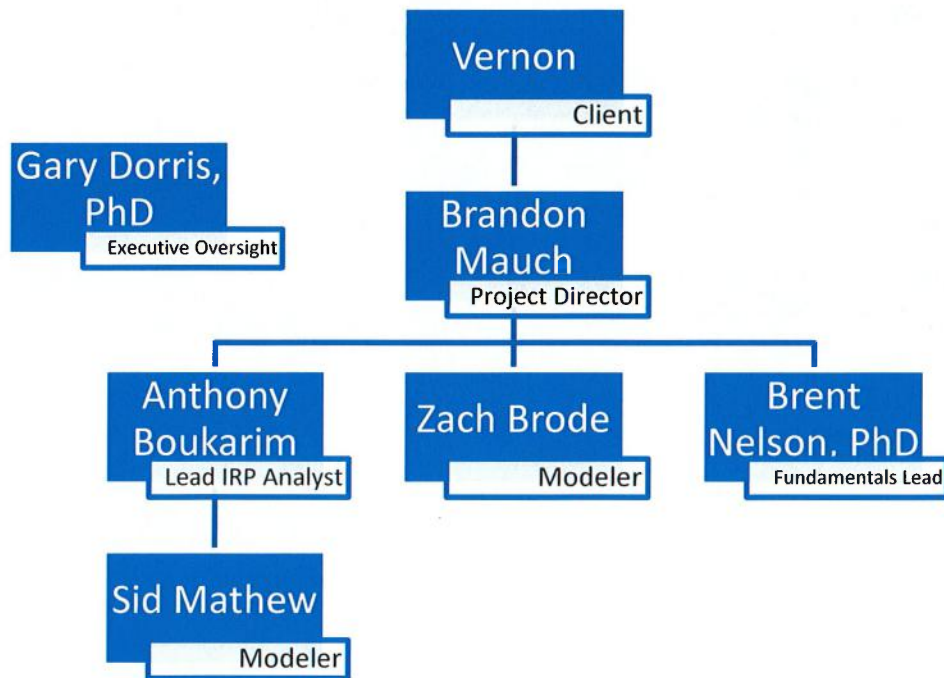 Vernon
Client
Gary Dorris,
PhD
Executive Oversight
Brandon
Mauch
Project Director
Anthony
Boukarim
Lead IRP Analyst
Zach Brode
Modeler
Brent
Nelson, PhD
Fundamentals Lead
Sid Mathew
Modeler